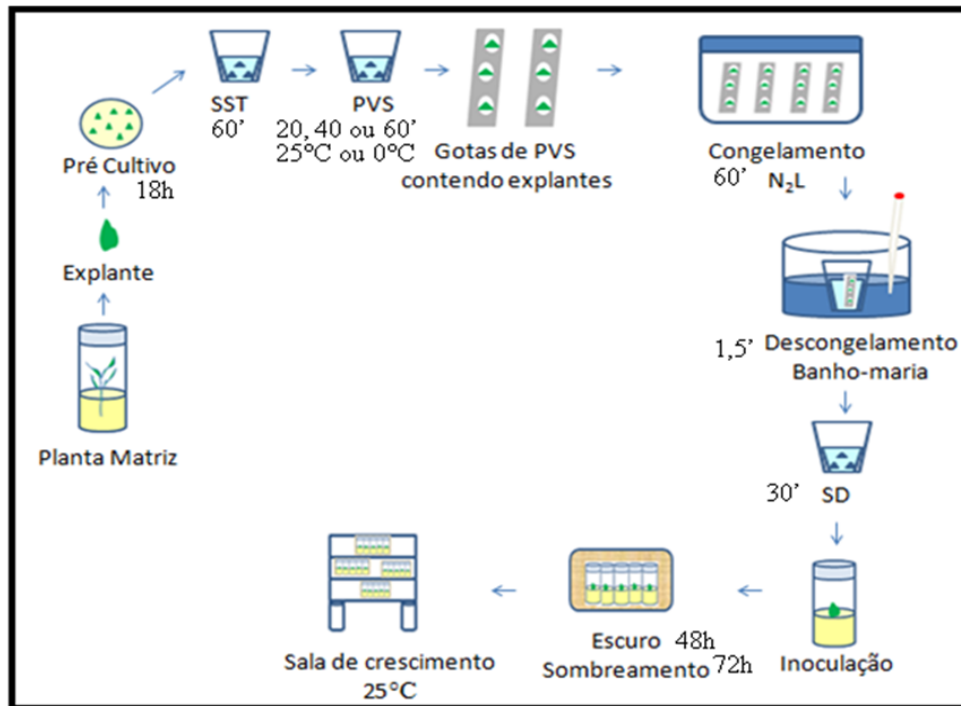 Planta Matriz
Explante
Pré Cultivo
18h
SST
60’
PVS
20, 40 ou 60’
25°C ou 0°C
Gotas de PVS
contendo explantes
Congelamento
60’ N₂L
1,5’ Descongelamento
Banho-maria
30’ SD
Inoculação
Escuro 48h
Sombreamento 72h
Sala de crescimento
25°C